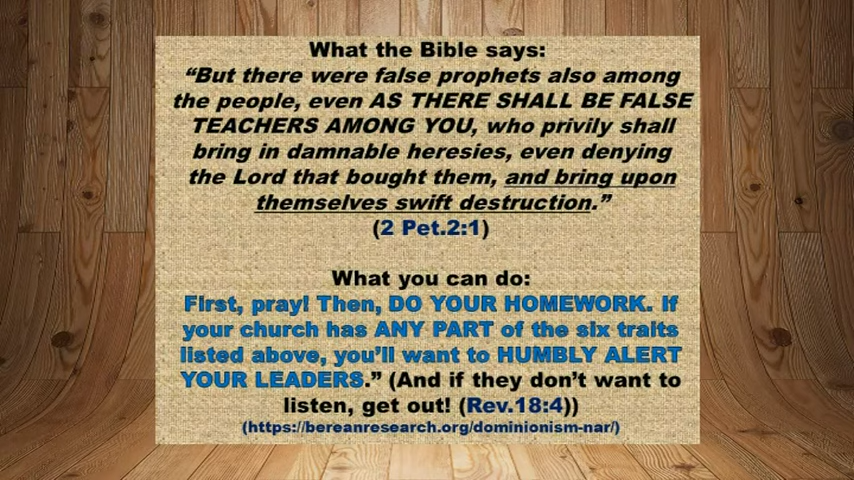 What the Bible says:
“But there were false prophets also among
the people, even AS THERE SHALL BE FALSE
TEACHERS AMONG YOU, who privily shall
bring in damnable heresies, even denying
the Lord that bought them, and bring upon
themselves swift destruction.”
(2 Pet.2:1)
What you can do:
First, pray! Then, DO YOUR HOMEWORK. If
your church has ANY PART of the six traits
listed above, you’ll want to HUMBLY ALERT
YOUR LEADERS.” (And if they don’t want to
listen, get out! (Rev.18:4))
(https://bereanresearch.org/dominionism-nar/)